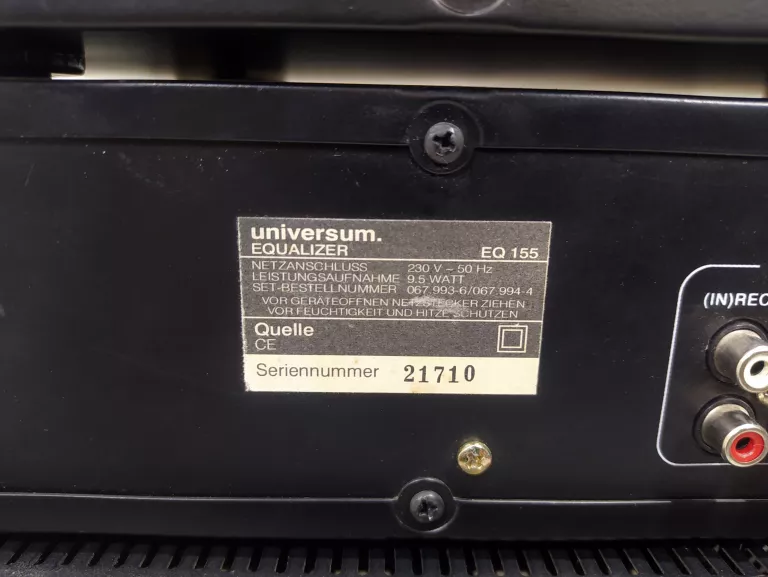 universum.
EQUALIZER EQ 155
NETZANSCHLUSS 230 V ~ 50 Hz
LEISTUNGSAUFNAHME 9.5 WATT
SET-BESTELLNUMMER 067.993-6/067.994-4
VOR GERÄTEÖFFNEN NETZSTECKER ZIEHEN
VOR FEUCHTIGKEIT UND HITZE SCHÜTZEN
Quelle
CE
Seriennummer 21710
(IN)REC